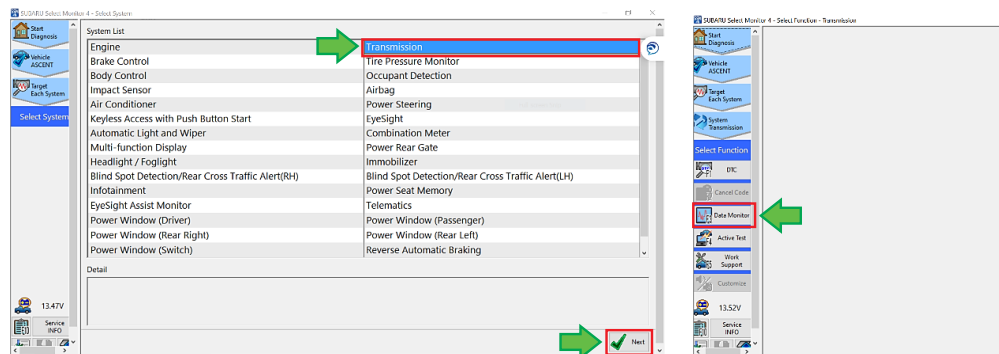 SUBARU Select Monitor 4 - Select System
Start
Diagnosis
Vehicle
ASCENT
Target
Each System
Select System
13.47V
Service
INFO
System List
Engine
Transmission
Brake Control
Tire Pressure Monitor
Body Control
Occupant Detection
Impact Sensor
Airbag
Air Conditioner
Power Steering
Keyless Access with Push Button Start
EyeSight
Automatic Light and Wiper
Combination Meter
Multi-function Display
Power Rear Gate
Headlight / Foglight
Immobilizer
Blind Spot Detection/Rear Cross Traffic Alert(RH)
Blind Spot Detection/Rear Cross Traffic Alert(LH)
Infotainment
Power Seat Memory
EyeSight Assist Monitor
Telematics
Power Window (Driver)
Power Window (Passenger)
Power Window (Rear Right)
Power Window (Rear Left)
Power Window (Switch)
Reverse Automatic Braking
Detail
Next
SUBARU Select Monitor 4 - Select Function - Transmission
Start
Diagnosis
Vehicle
ASCENT
Target
Each System
System
Transmission
Select Function
DTC
Cancel Code
Data Monitor
Active Test
Work
Support
Customize
13.52V
Service
INFO